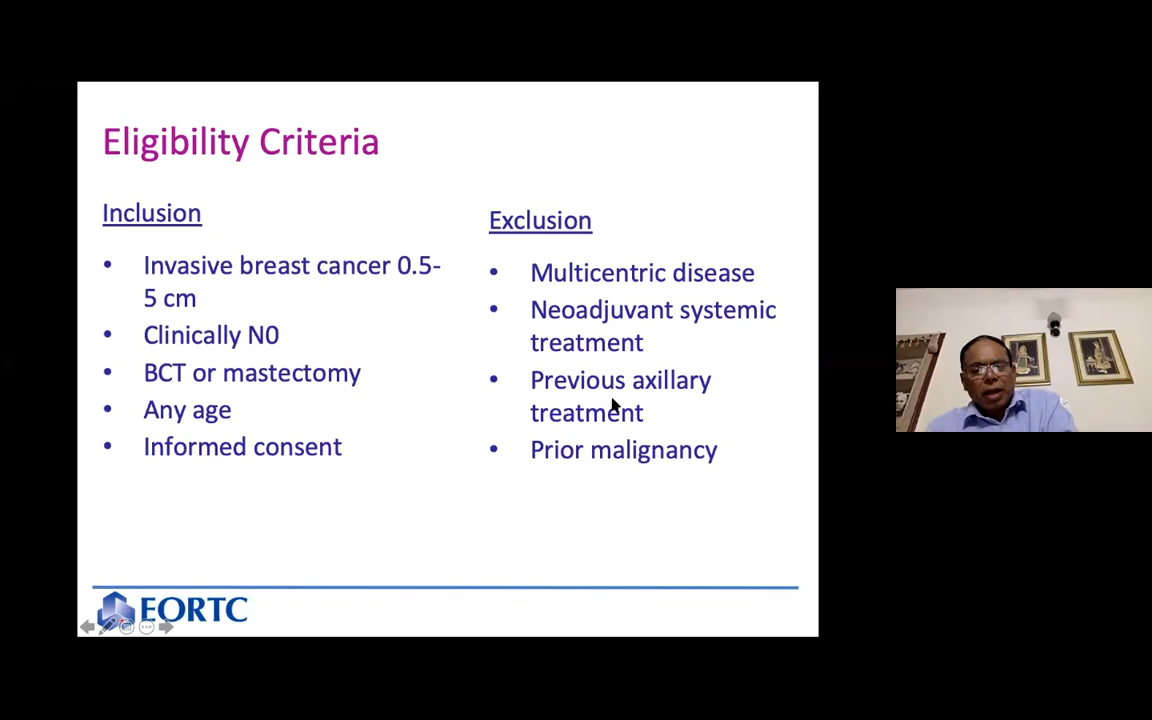 Eligibility Criteria
Inclusion
• Invasive breast cancer 0.5-
5 cm
• Clinically N0
• BCT or mastectomy
• Any age
• Informed consent
Exclusion
• Multicentric disease
• Neoadjuvant systemic
treatment
• Previous axillary
treatment
• Prior malignancy
EORTC